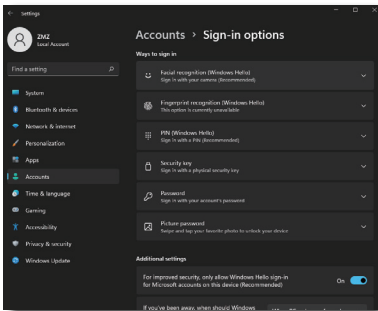 Settings
ZMZ
Local Account
Find a setting
System
Bluetooth & devices
Network & internet
Personalization
Apps
Accounts
Time & language
Gaming
Accessibility
Privacy & security
Windows Update
Accounts > Sign-in options
Ways to sign in
Facial recognition (Windows Hello)
Sign in with your camera (Recommended)
Fingerprint recognition (Windows Hello)
This option is currently unavailable
PIN (Windows Hello)
Sign in with a PIN (Recommended)
Security key
Sign in with a physical security key
Password
Sign in with your account's password
Picture password
Swipe and tap your favorite photo to unlock your device
Additional settings
For improved security, only allow Windows Hello sign-in
for Microsoft accounts on this device (Recommended)
On
If you've been away, when should Windows